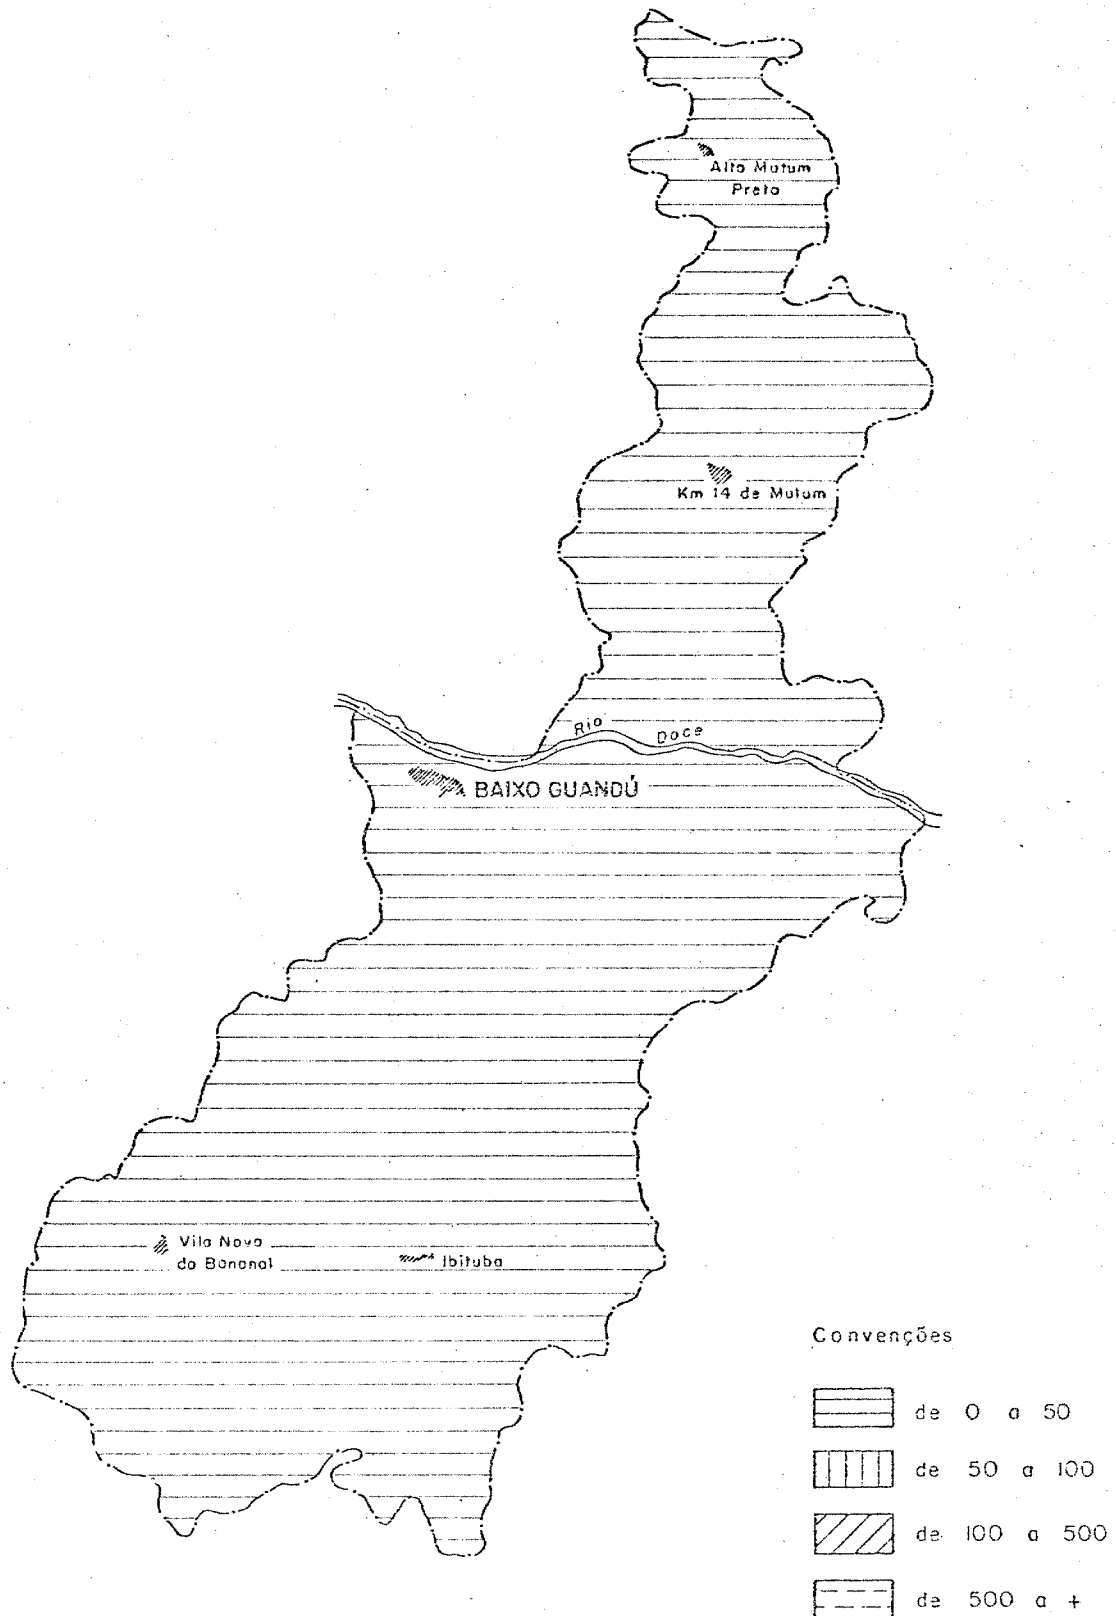 Alto Mutum
Preto
Km 14 de Mutum
Rio Doce
BAIXO GUANDÚ
Vila Nova
do Bananal
Ibituba
Convenções
de 0 a 50
de 50 a 100
de 100 a 500
de 500 a +